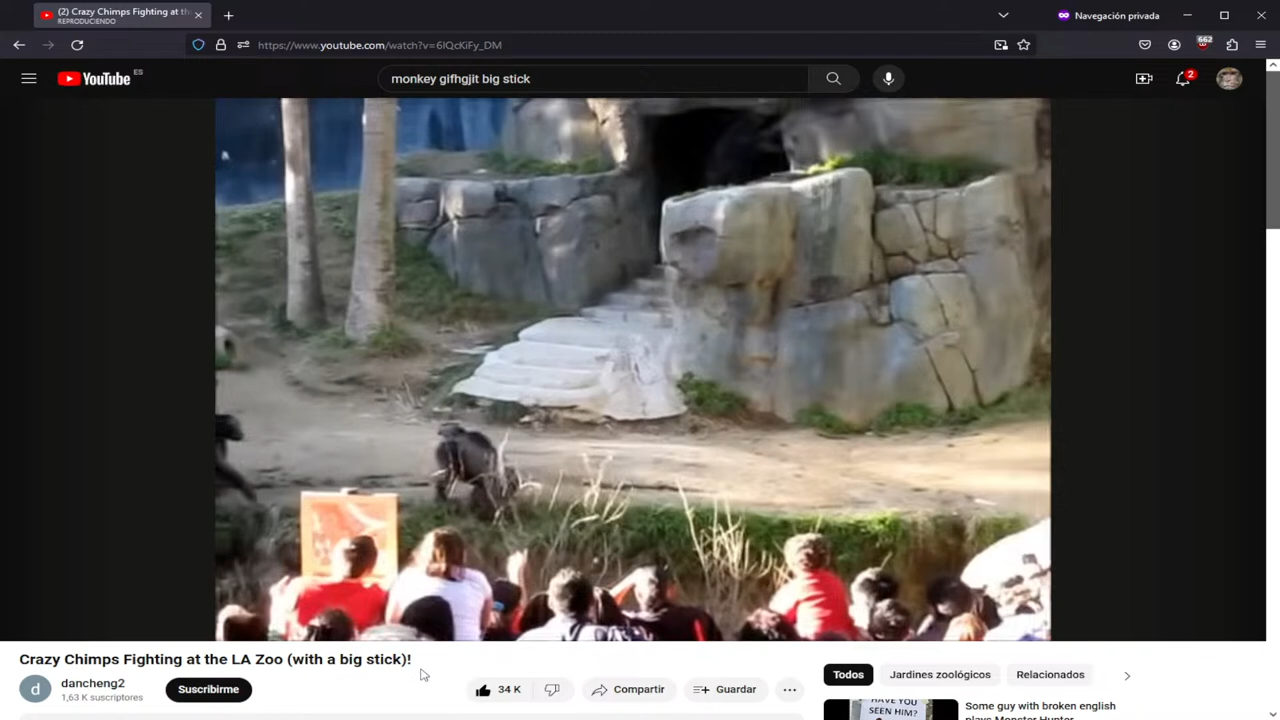 (2) Crazy Chimps Fighting at the
REPRODUCIENDO
Navegación privada
https://www.youtube.com/watch?v=6IQcKiFy_DM
662
YouTube ES
monkey gifhgjit big stick
2
Crazy Chimps Fighting at the LA Zoo (with a big stick)!
d
dancheng2
1,63 K suscriptores
Suscribirme
34 K
Compartir
Guardar
Todos
Jardines zoológicos
Relacionados
HAVE YOU
SEEN HIM?
Some guy with broken english
plays Monster Hunter